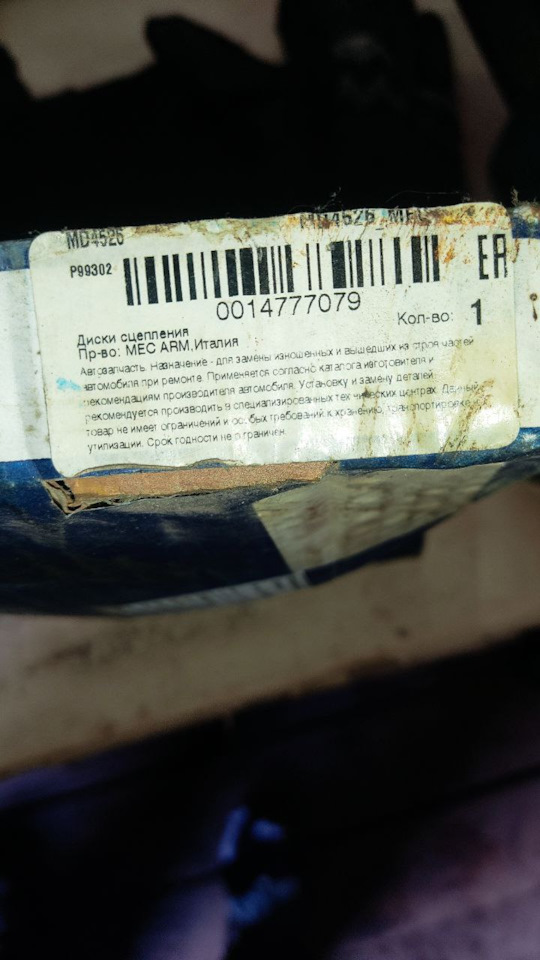 MD4526
MD4526 MEC
P99302
EAC
0014777079
Кол-во: 1
Диски сцепления
Пр-во: MEC ARM.Италия
Автозапчасть. Назначение - для замены изношенных и вышедших из строя частей
автомобиля при ремонте. Применяется согласно каталога изготовителя и
рекомендациям производителя автомобиля. Установку и замену деталей
рекомендуется производить в специализированных технических центрах. Данный
товар не имеет ограничений и особых требований к хранению, транспортировке,
утилизации. Срок годности не ограничен.